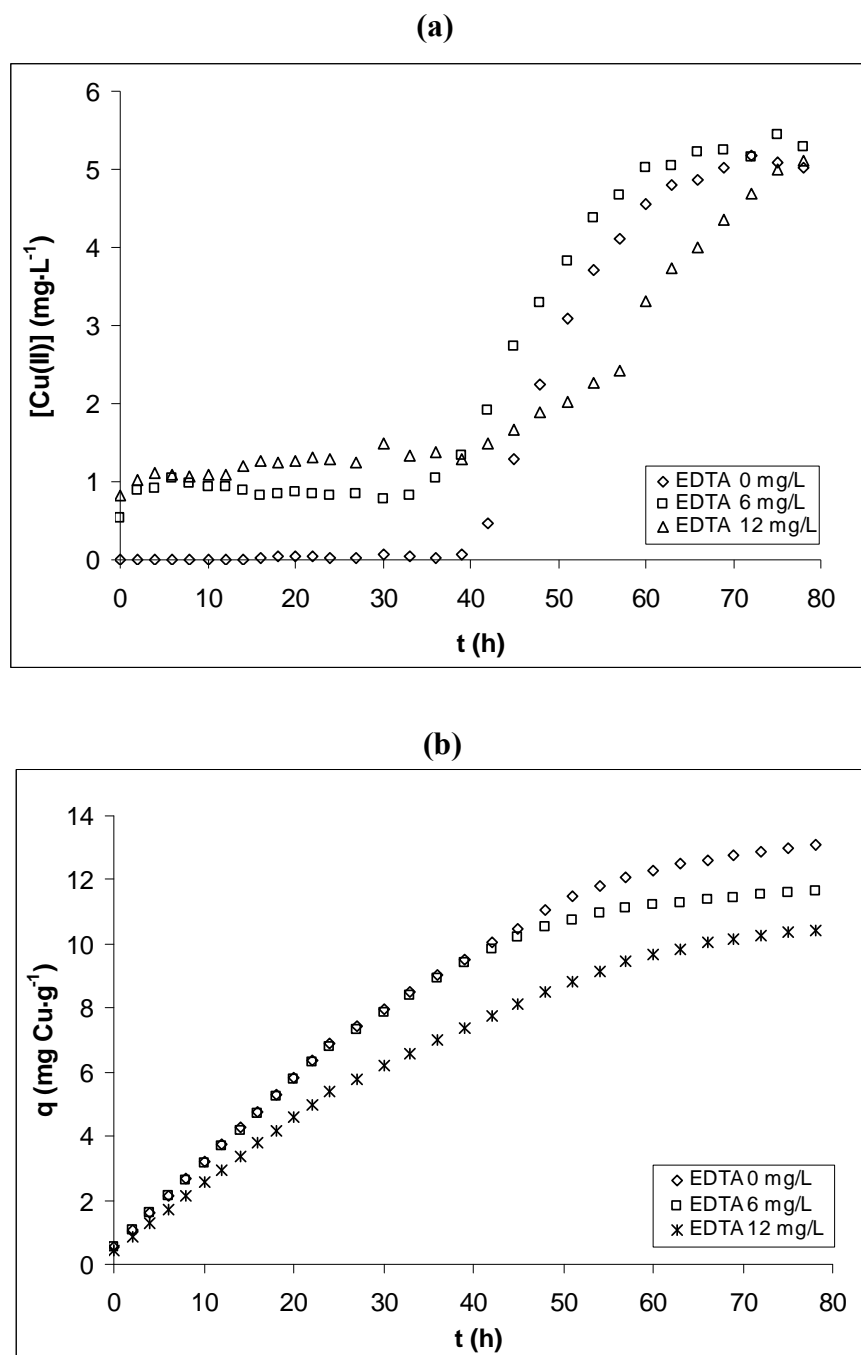 (a)
[Cu(II)] (mg·L⁻¹)
6
5
4
3
2
1
0
0 10 20 30 40 50 60 70 80
t (h)
EDTA 0 mg/L
EDTA 6 mg/L
EDTA 12 mg/L
(b)
q (mg Cu·g⁻¹)
14
12
10
8
6
4
2
0
0 10 20 30 40 50 60 70 80
t (h)
EDTA 0 mg/L
EDTA 6 mg/L
EDTA 12 mg/L